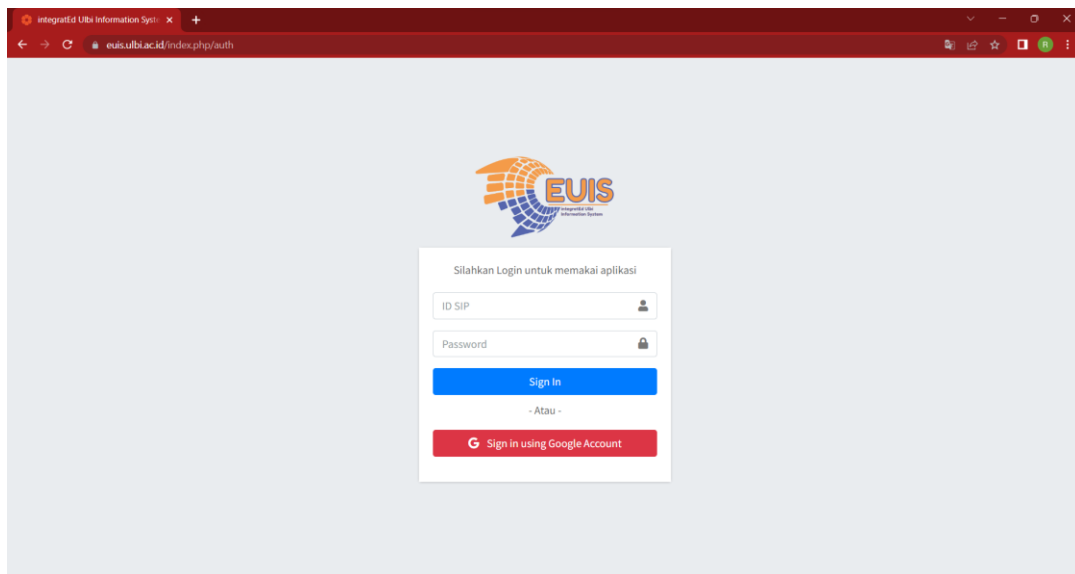 integratEd Ulbi Information Syst
euis.ulbi.ac.id/index.php/auth
R
EUIS
IntegratEd Ulbi
Information System
Silahkan Login untuk memakai aplikasi
ID SIP
Password
Sign In
- Atau -
G Sign in using Google Account